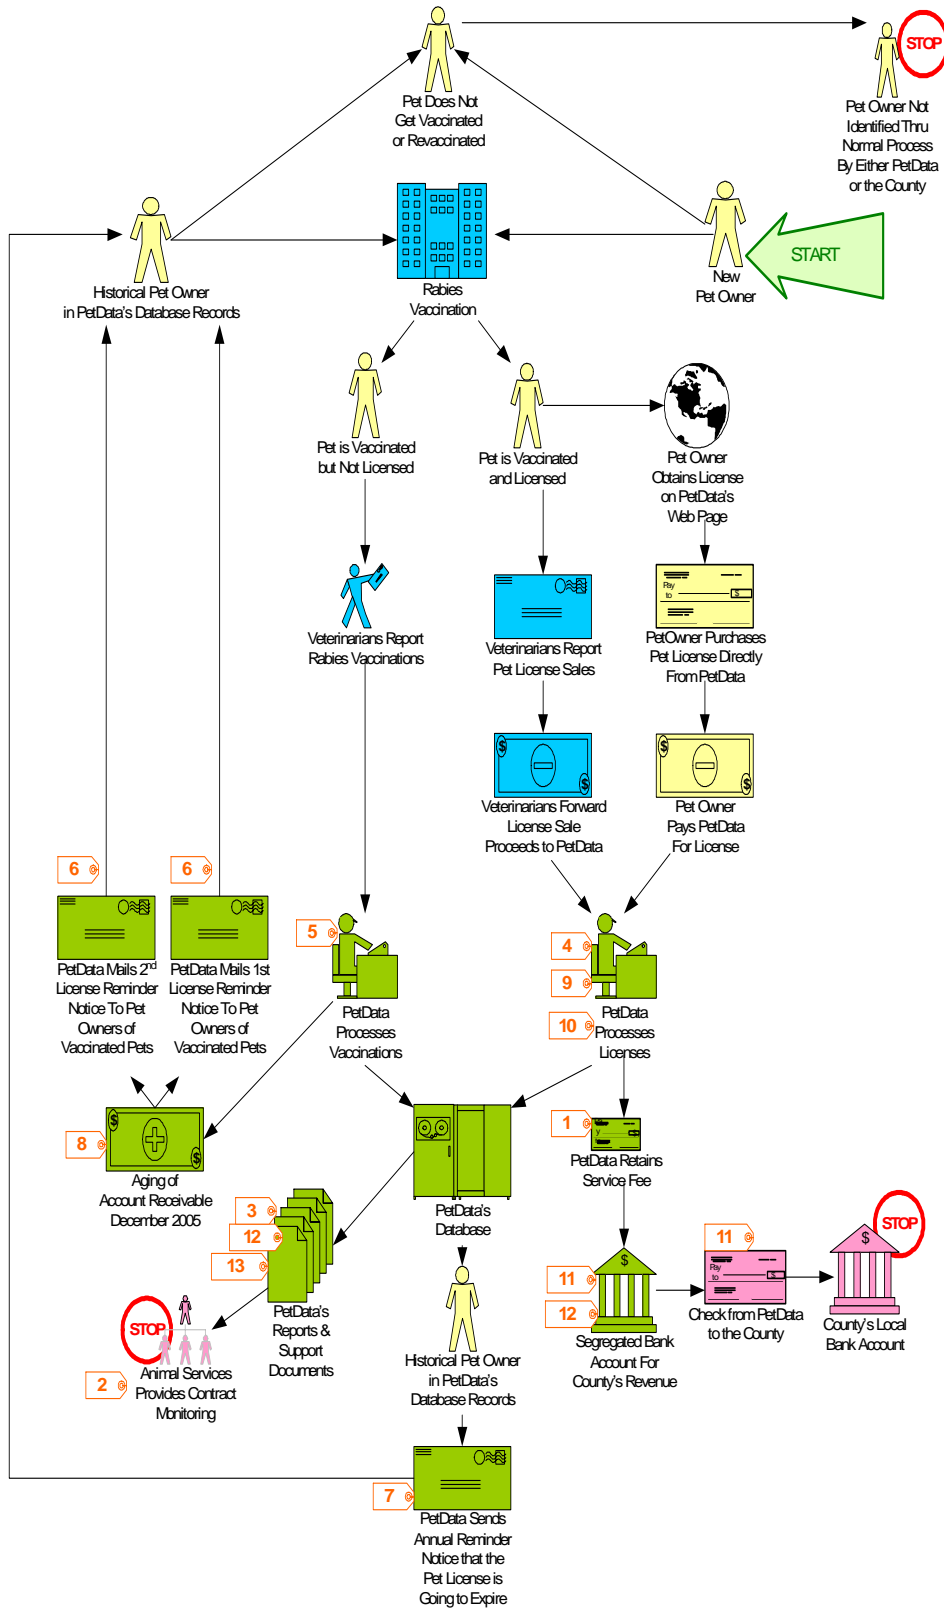 STOP
Pet Does Not
Get Vaccinated
or Revaccinated
Pet Owner Not
Identified Thru
Normal Process
By Either PetData
or the County
START
New
Pet Owner
Historical Pet Owner
in PetData's Database Records
Rabies
Vaccination
Pet is Vaccinated
but Not Licensed
Pet is Vaccinated
and Licensed
Pet Owner
Obtains License
on PetData's
Web Page
Veterinarians Report
Rabies Vaccinations
Veterinarians Report
Pet License Sales
Pay
to
$
PetOwner Purchases
Pet License Directly
From PetData
$
$
Veterinarians Forward
License Sale
Proceeds to PetData
$
$
Pet Owner
Pays PetData
For License
6
6
PetData Mails 2nd
License Reminder
Notice To Pet
Owners of
Vaccinated Pets
PetData Mails 1st
License Reminder
Notice To Pet
Owners of
Vaccinated Pets
5
PetData
Processes
Vaccinations
4
9
10
PetData
Processes
Licenses
8
$
$
Aging of
Account Receivable
December 2005
PetData's
Database
1
PetData Retains
Service Fee
3
12
13
PetData's
Reports &
Support
Documents
STOP
2
Animal Services
Provides Contract
Monitoring
Historical Pet Owner
in PetData's
Database Records
11
12
$
Segregated Bank
Account For
County's Revenue
11
Pay
to
$
Check from PetData
to the County
STOP
$
County's Local
Bank Account
7
PetData Sends
Annual Reminder
Notice that the
Pet License is
Going to Expire